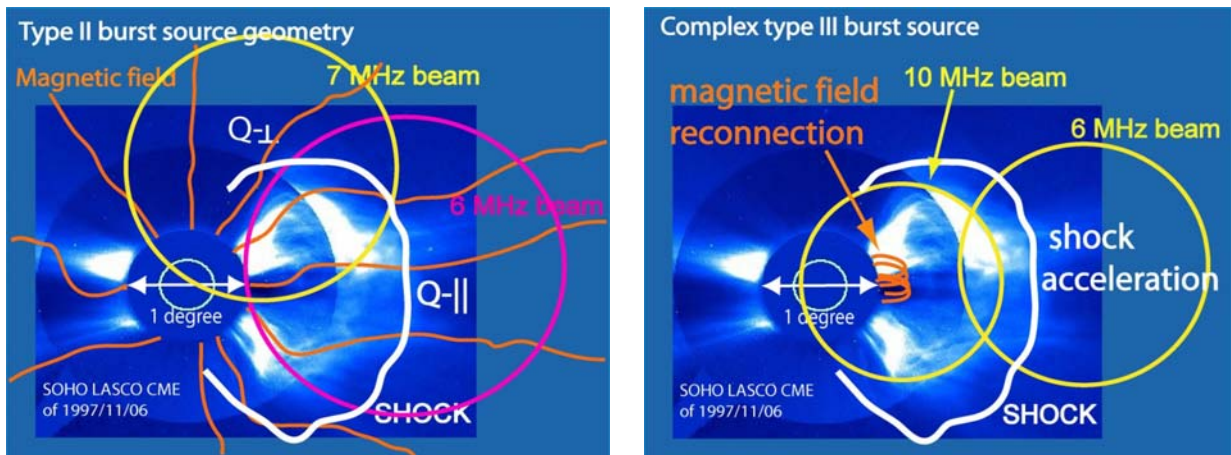 Type II burst source geometry
Magnetic field
7 MHz beam
Q-⊥
6 MHz beam
Q-||
1 degree
SOHO LASCO CME
of 1997/11/06
SHOCK
Complex type III burst source
10 MHz beam
magnetic field
reconnection
6 MHz beam
shock
acceleration
1 degree
SOHO LASCO CME
of 1997/11/06
SHOCK